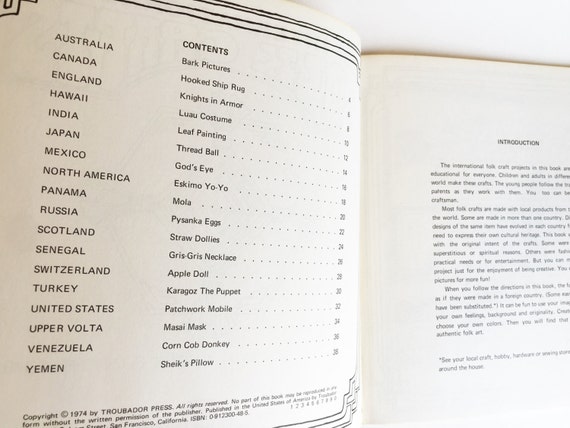 CONTENTS
AUSTRALIA Bark Pictures . . . . . . . . . 4
CANADA Hooked Ship Rug . . . . . . . . . 6
ENGLAND Knights in Armor . . . . . . . . . 8
HAWAII Luau Costume . . . . . . . . . 10
INDIA Leaf Painting . . . . . . . . . 12
JAPAN Thread Ball . . . . . . . . . 14
MEXICO God's Eye . . . . . . . . . 16
NORTH AMERICA Eskimo Yo-Yo . . . . . . . . . 18
PANAMA Mola . . . . . . . . . 20
RUSSIA Pysanka Eggs . . . . . . . . . 22
SCOTLAND Straw Dollies . . . . . . . . . 24
SENEGAL Gris-Gris Necklace . . . . . . . . . 26
SWITZERLAND Apple Doll . . . . . . . . . 28
TURKEY Karagoz The Puppet . . . . . . . . . 30
UNITED STATES Patchwork Mobile . . . . . . . . . 32
UPPER VOLTA Masai Mask . . . . . . . . . 34
VENEZUELA Corn Cob Donkey . . . . . . . . . 36
YEMEN Sheik's Pillow . . . . . . . . . 38
Copyright © 1974 by TROUBADOR PRESS. All rights reserved. No part of this book may be reproduced in any
form without the written permission of the publisher. Published in the United States of America by Troubador
Street, San Francisco, California. ISBN: 0-912300-48-5. 1 2 3 4 5 6 7 8 9 0
INTRODUCTION
The international folk craft projects in this book are
educational for everyone. Children and adults in different
world make these crafts. The young people follow the
parents as they work with them. You too can be
craftsman.
Most folk crafts are made with local products from
the world. Some are made in more than one country.
designs of the same item have evolved in each country
need to express their own cultural heritage. This book
with the original intent of the crafts. Some were
superstitious or spiritual reasons. Others were
practical needs or for entertainment. But you can
project just for the enjoyment of being creative. You
pictures for more fun!
When you follow the directions in this book, the
as if they were made in a foreign country. (Some
have been substituted.*) It can be fun to use your
your own feelings, background and originality.
choose your own colors. Then you will find that
authentic folk art.
*See your local craft, hobby, hardware or sewing
around the house.